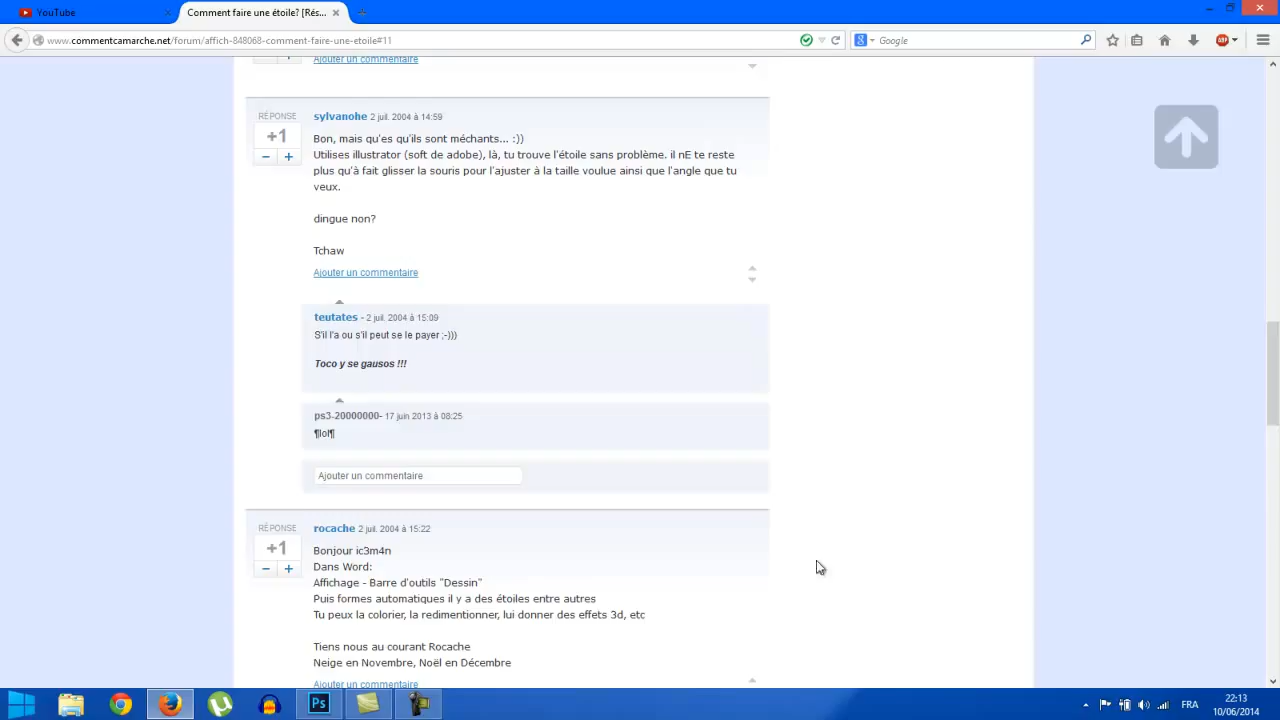 YouTube
Comment faire une étoile? [Rés...
www.commentcamarche.net/forum/affich-848068-comment-faire-une-etoile#11
Google
ABP
Ajouter un commentaire
RÉPONSE
+1
sylvanohe 2 juil. 2004 à 14:59
Bon, mais qu'es qu'ils sont méchants... :))
Utilises illustrator (soft de adobe), là, tu trouve l'étoile sans problème. il nE te reste
plus qu'à fait glisser la souris pour l'ajuster à la taille voulue ainsi que l'angle que tu
veux.
dingue non?
Tchaw
Ajouter un commentaire
teutates - 2 juil. 2004 à 15:09
S'il l'a ou s'il peut se le payer ;-)))
Toco y se gausos !!!
ps3-20000000- 17 juin 2013 à 08:25
¶lol¶
Ajouter un commentaire
RÉPONSE
+1
rocache 2 juil. 2004 à 15:22
Bonjour ic3m4n
Dans Word:
Affichage - Barre d'outils "Dessin"
Puis formes automatiques il y a des étoiles entre autres
Tu peux la colorier, la redimentionner, lui donner des effets 3d, etc
Tiens nous au courant Rocache
Neige en Novembre, Noël en Décembre
Ajouter un commentaire
Ps
FRA
22:13
10/06/2014